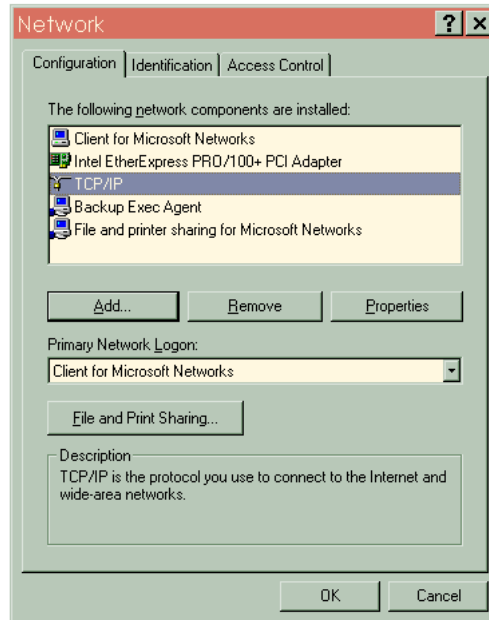 Network
Configuration Identification Access Control
The following network components are installed:
Client for Microsoft Networks
Intel EtherExpress PRO/100+ PCI Adapter
TCP/IP
Backup Exec Agent
File and printer sharing for Microsoft Networks
Add... Remove Properties
Primary Network Logon:
Client for Microsoft Networks
File and Print Sharing...
Description
TCP/IP is the protocol you use to connect to the Internet and
wide-area networks.
OK Cancel